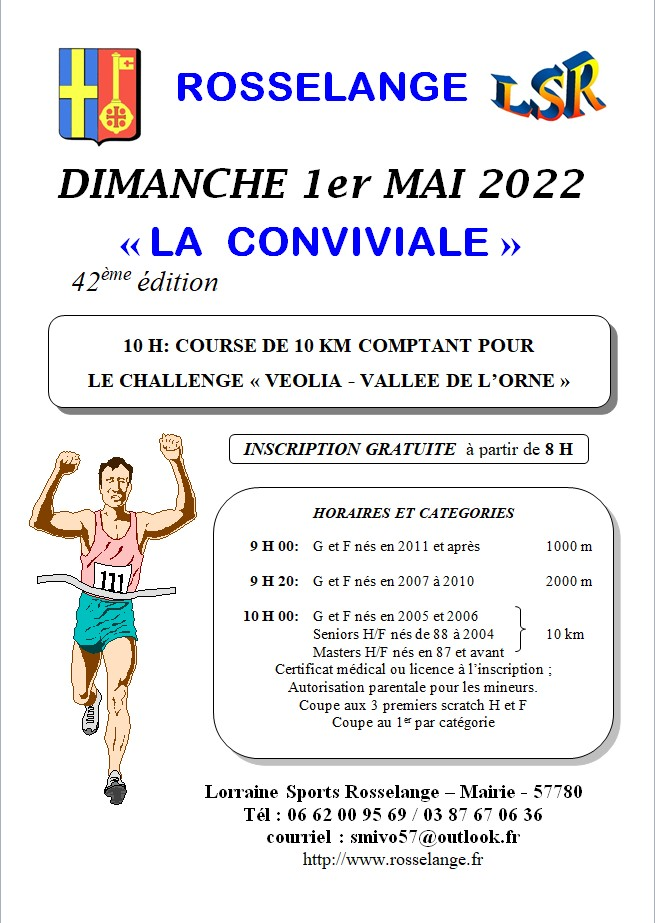 ROSSELANGE
LSR
DIMANCHE 1er MAI 2022
« LA CONVIVIALE »
42ème édition
10 H: COURSE DE 10 KM COMPTANT POUR
LE CHALLENGE « VEOLIA - VALLEE DE L’ORNE »
INSCRIPTION GRATUITE à partir de 8 H
HORAIRES ET CATEGORIES
9 H 00: G et F nés en 2011 et après 1000 m
9 H 20: G et F nés en 2007 à 2010 2000 m
10 H 00: G et F nés en 2005 et 2006
Seniors H/F nés de 88 à 2004 10 km
Masters H/F nés en 87 et avant
Certificat médical ou licence à l’inscription ;
Autorisation parentale pour les mineurs.
Coupe aux 3 premiers scratch H et F
Coupe au 1er par catégorie
111
Lorraine Sports Rosselange – Mairie - 57780
Tél : 06 62 00 95 69 / 03 87 67 06 36
courriel : smivo57@outlook.fr
http://www.rosselange.fr